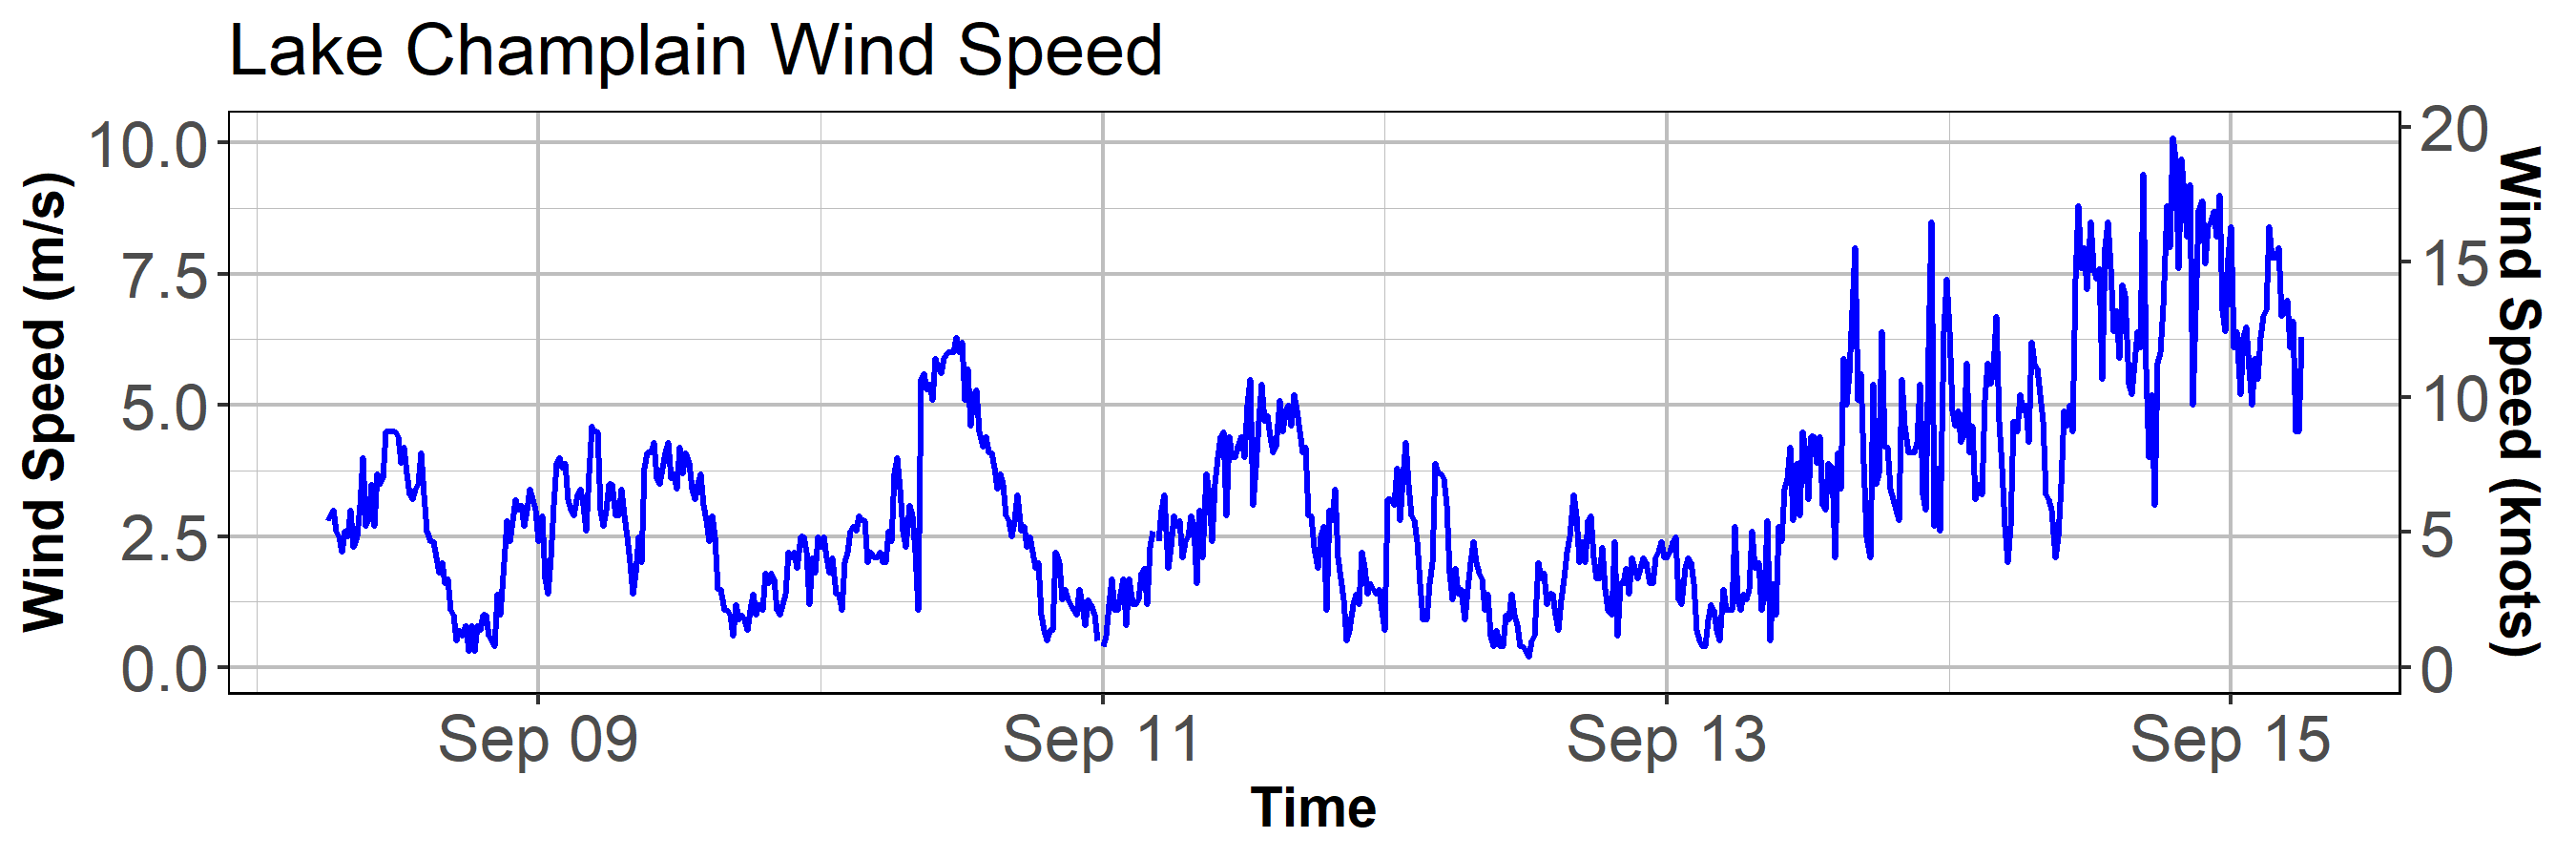 Lake Champlain Wind Speed
Wind Speed (m/s)
10.0
7.5
5.0
2.5
0.0
20
15
10
5
0
Wind Speed (knots)
Sep 09
Sep 11
Sep 13
Sep 15
Time